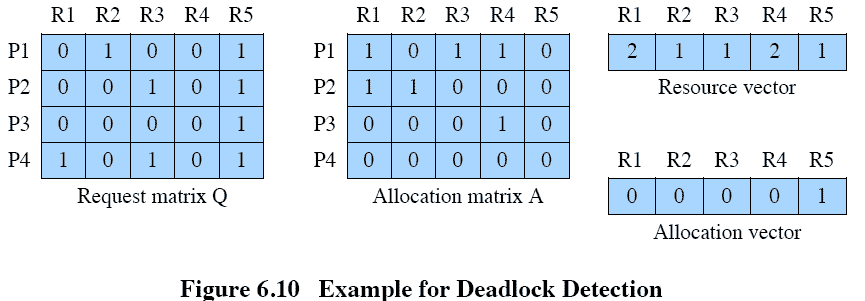 R1 R2 R3 R4 R5
P1 0 1 0 0 1
P2 0 0 1 0 1
P3 0 0 0 0 1
P4 1 0 1 0 1
Request matrix Q
R1 R2 R3 R4 R5
P1 1 0 1 1 0
P2 1 1 0 0 0
P3 0 0 0 1 0
P4 0 0 0 0 0
Allocation matrix A
R1 R2 R3 R4 R5
2 1 1 2 1
Resource vector
R1 R2 R3 R4 R5
0 0 0 0 1
Allocation vector
Figure 6.10 Example for Deadlock Detection